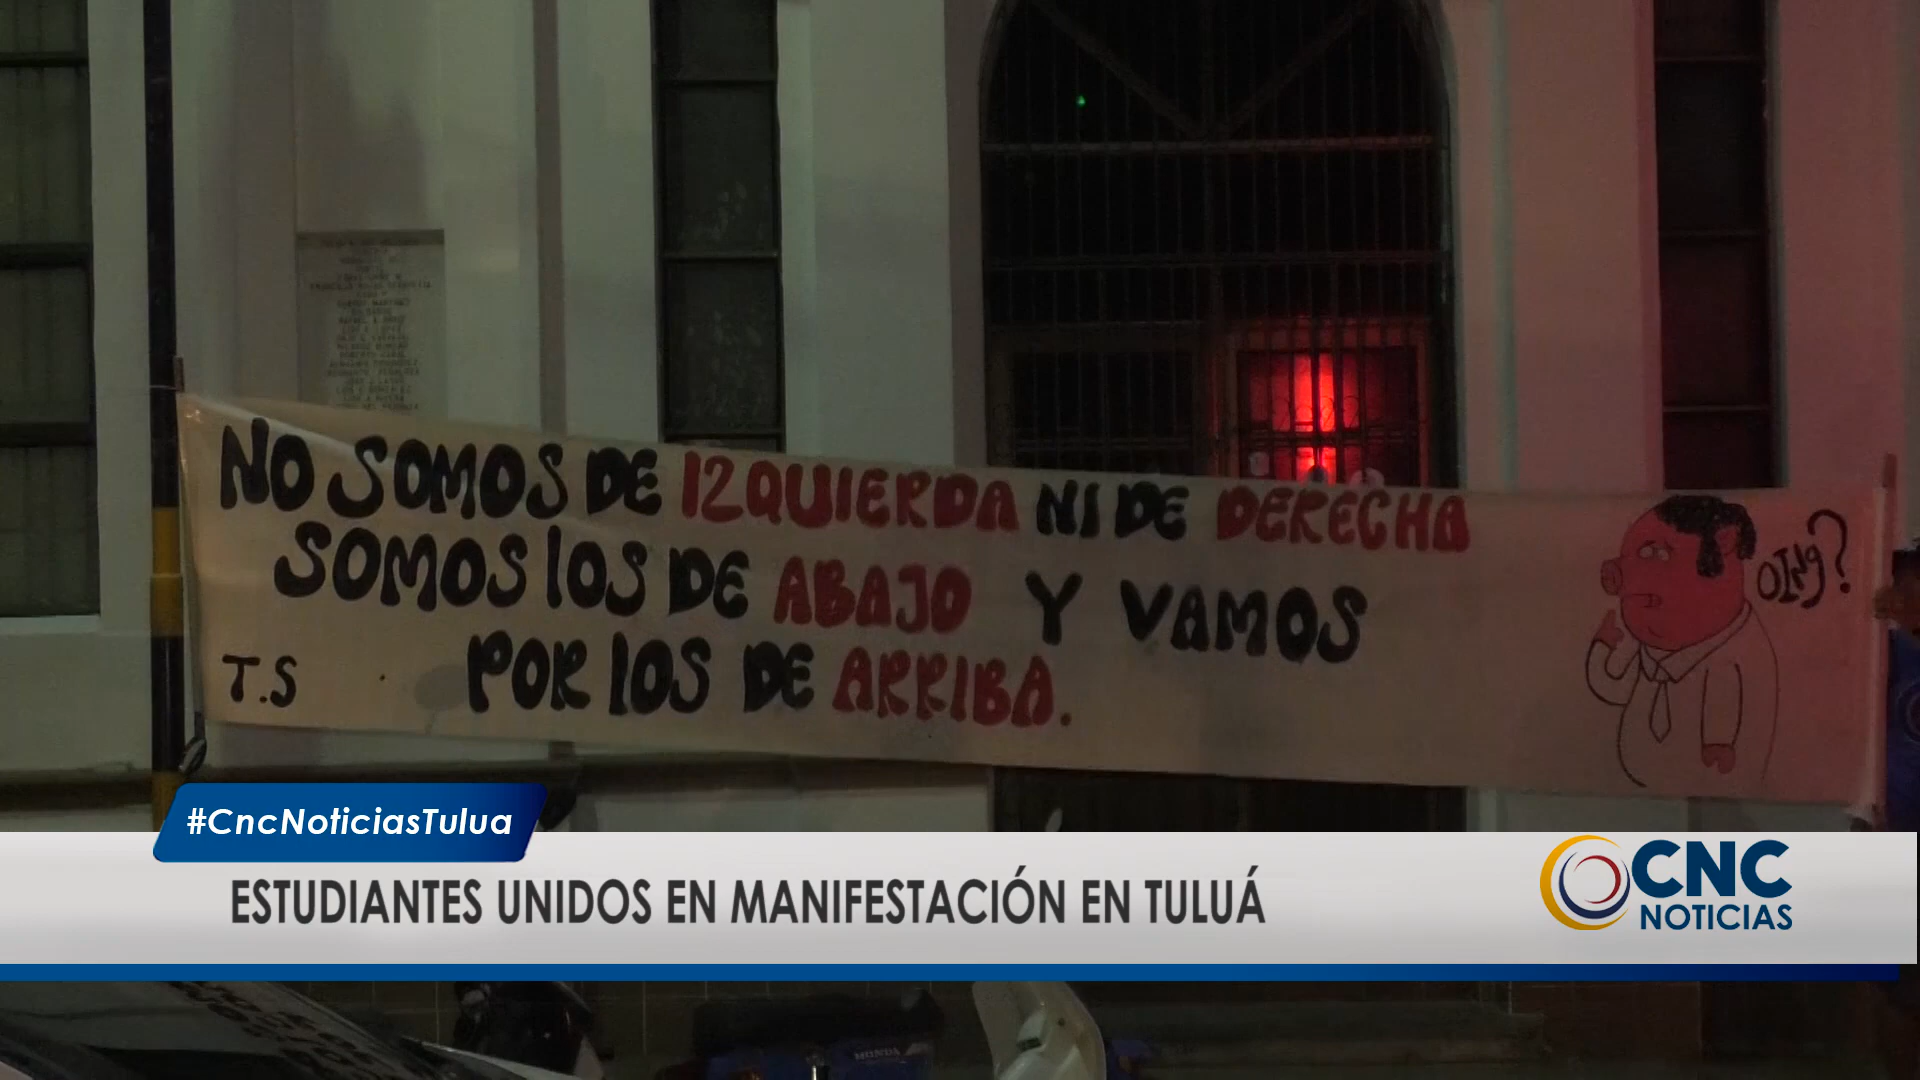 NO SOMOS DE IZQUIERDA NI DE DERECHA
SOMOS LOS DE ABAJO Y VAMOS
POR LOS DE ARRIBA.
T.S
OING?
#CncNoticiasTulua
ESTUDIANTES UNIDOS EN MANIFESTACIÓN EN TULUÁ
CNC
NOTICIAS
HONDA